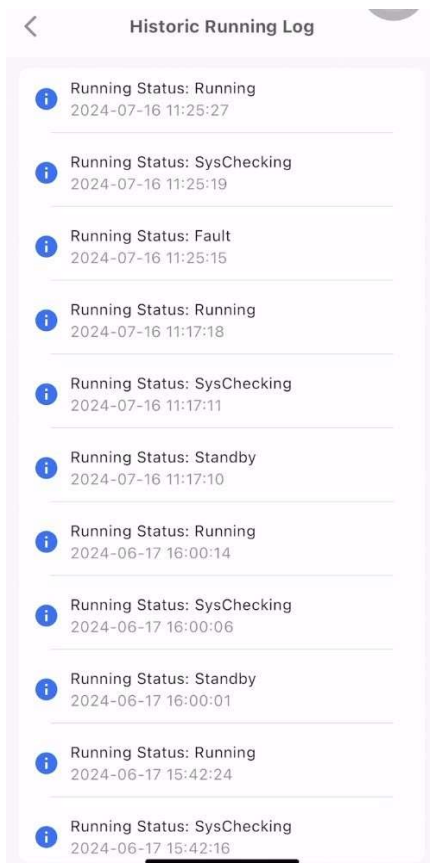 Historic Running Log
Running Status: Running
2024-07-16 11:25:27
Running Status: SysChecking
2024-07-16 11:25:19
Running Status: Fault
2024-07-16 11:25:15
Running Status: Running
2024-07-16 11:17:18
Running Status: SysChecking
2024-07-16 11:17:11
Running Status: Standby
2024-07-16 11:17:10
Running Status: Running
2024-06-17 16:00:14
Running Status: SysChecking
2024-06-17 16:00:06
Running Status: Standby
2024-06-17 16:00:01
Running Status: Running
2024-06-17 15:42:24
Running Status: SysChecking
2024-06-17 15:42:16